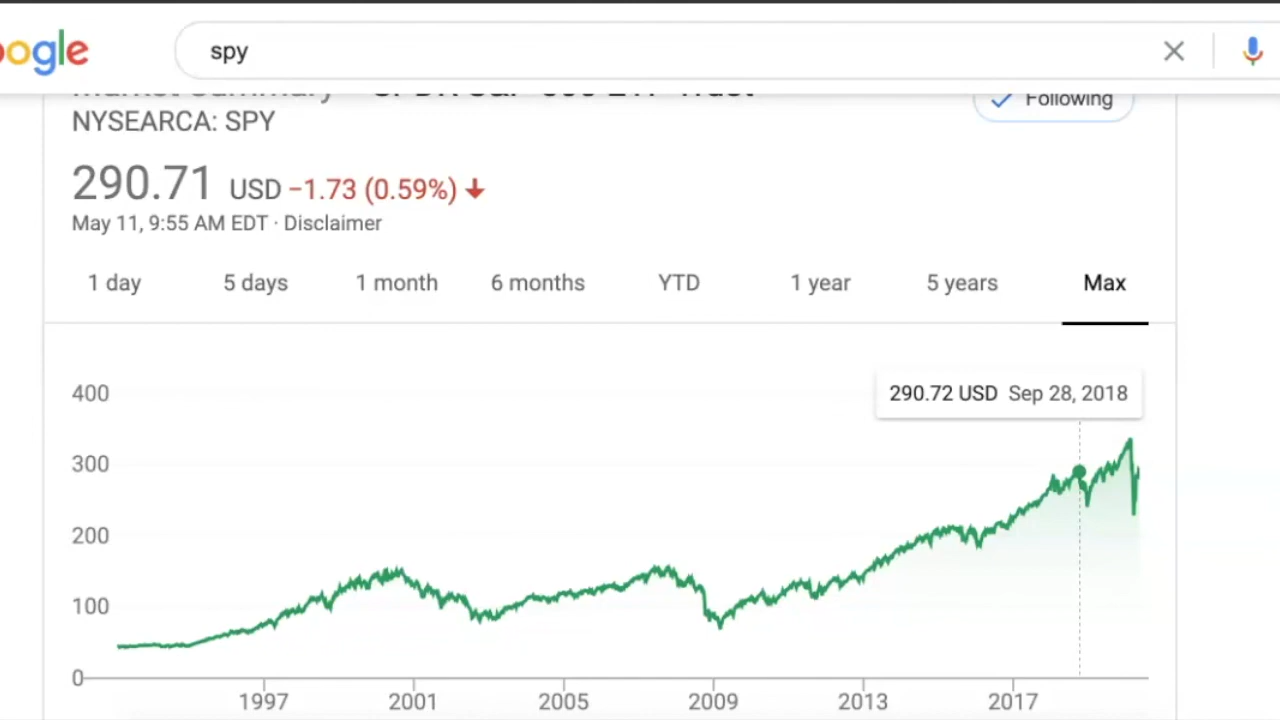 oogle
spy
NYSEARCA: SPY
Following
290.71 USD −1.73 (0.59%)
May 11, 9:55 AM EDT · Disclaimer
1 day 5 days 1 month 6 months YTD 1 year 5 years Max
290.72 USD Sep 28, 2018
400
300
200
100
0
1997 2001 2005 2009 2013 2017